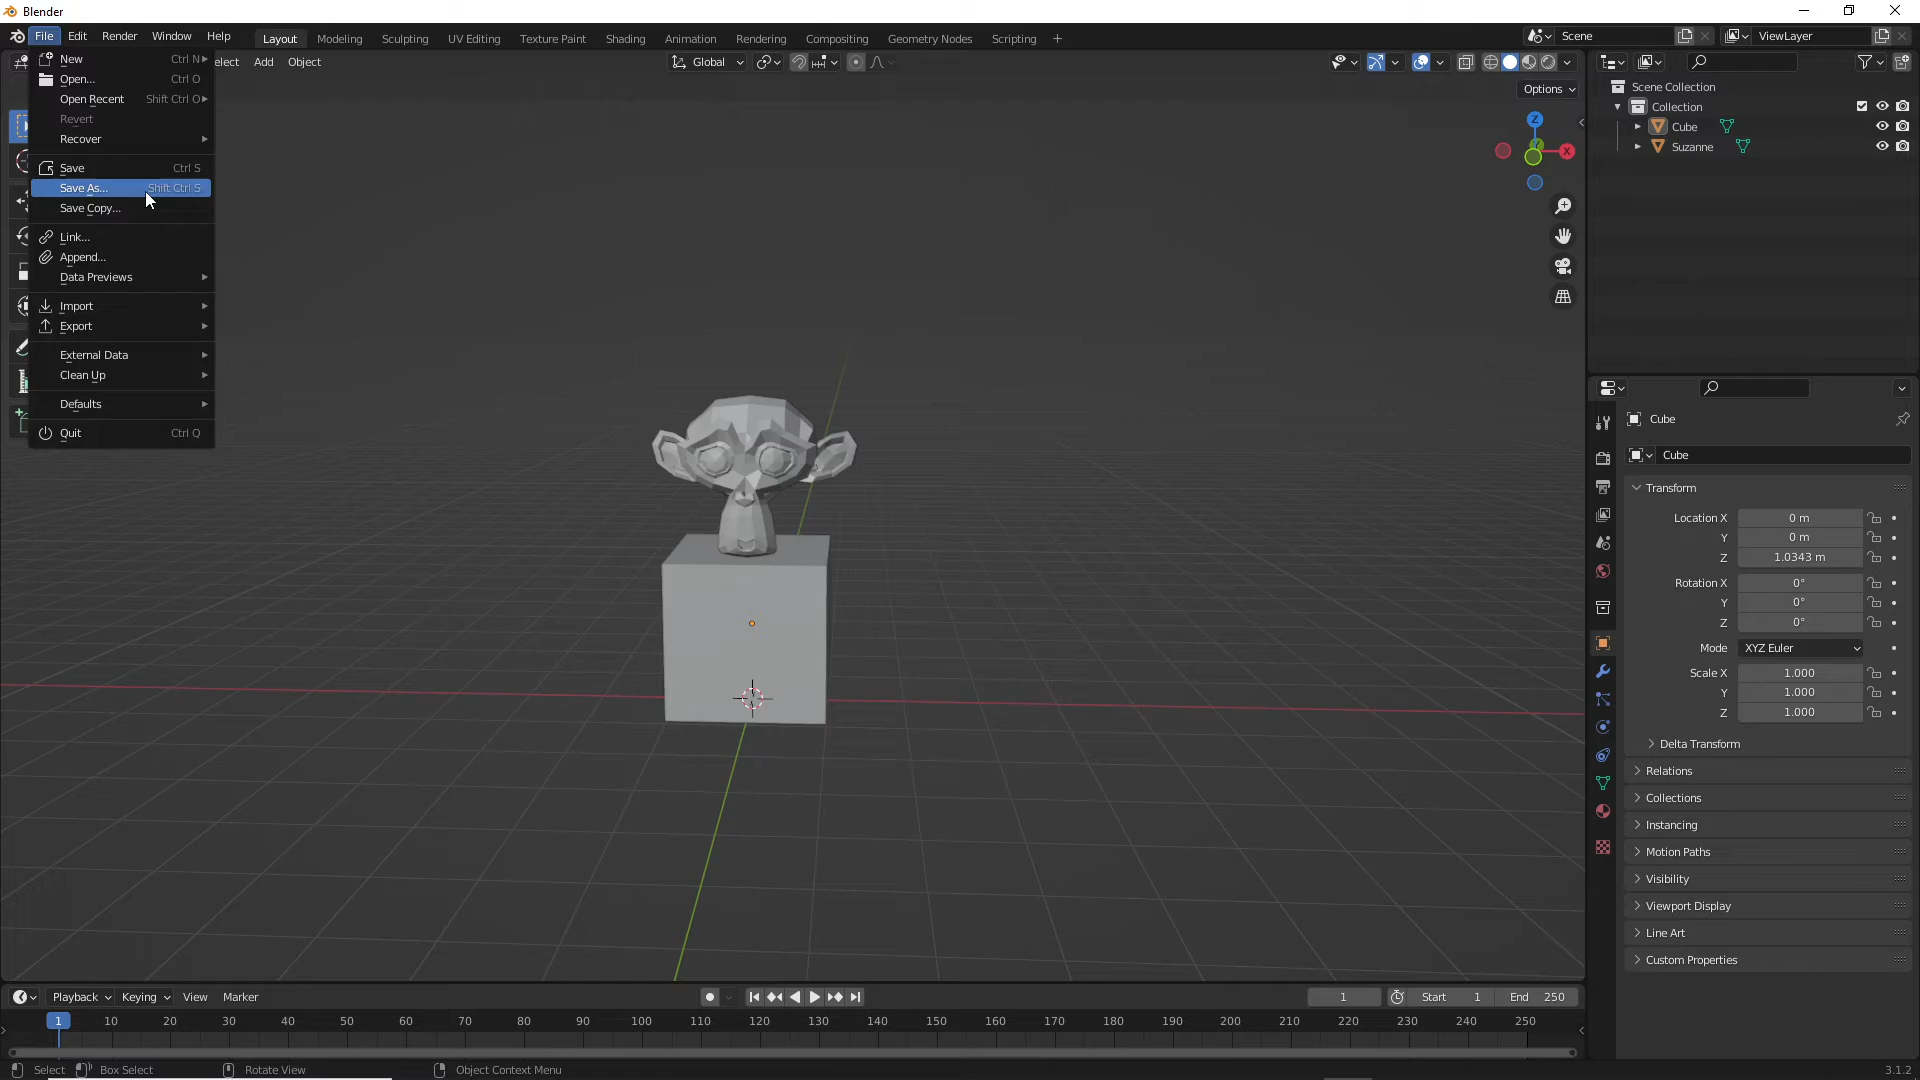 Blender
File Edit Render Window Help Layout Modeling Sculpting UV Editing Texture Paint Shading Animation Rendering Compositing Geometry Nodes Scripting + Scene ViewLayer
elect Add Object Global
Options
New Ctrl N
Open... Ctrl O
Open Recent Shift Ctrl O
Revert
Recover
Save Ctrl S
Save As... Shift Ctrl S
Save Copy...
Link...
Append...
Data Previews
Import
Export
External Data
Clean Up
Defaults
Quit Ctrl Q
Z
X
Scene Collection
Collection
Cube
Suzanne
Cube
Cube
Transform
Location X 0 m
Y 0 m
Z 1.0343 m
Rotation X 0°
Y 0°
Z 0°
Mode XYZ Euler
Scale X 1.000
Y 1.000
Z 1.000
Delta Transform
Relations
Collections
Instancing
Motion Paths
Visibility
Viewport Display
Line Art
Custom Properties
Playback Keying View Marker 1 Start 1 End 250
1 10 20 30 40 50 60 70 80 90 100 110 120 130 140 150 160 170 180 190 200 210 220 230 240 250
Select Box Select Rotate View Object Context Menu 3.1.2